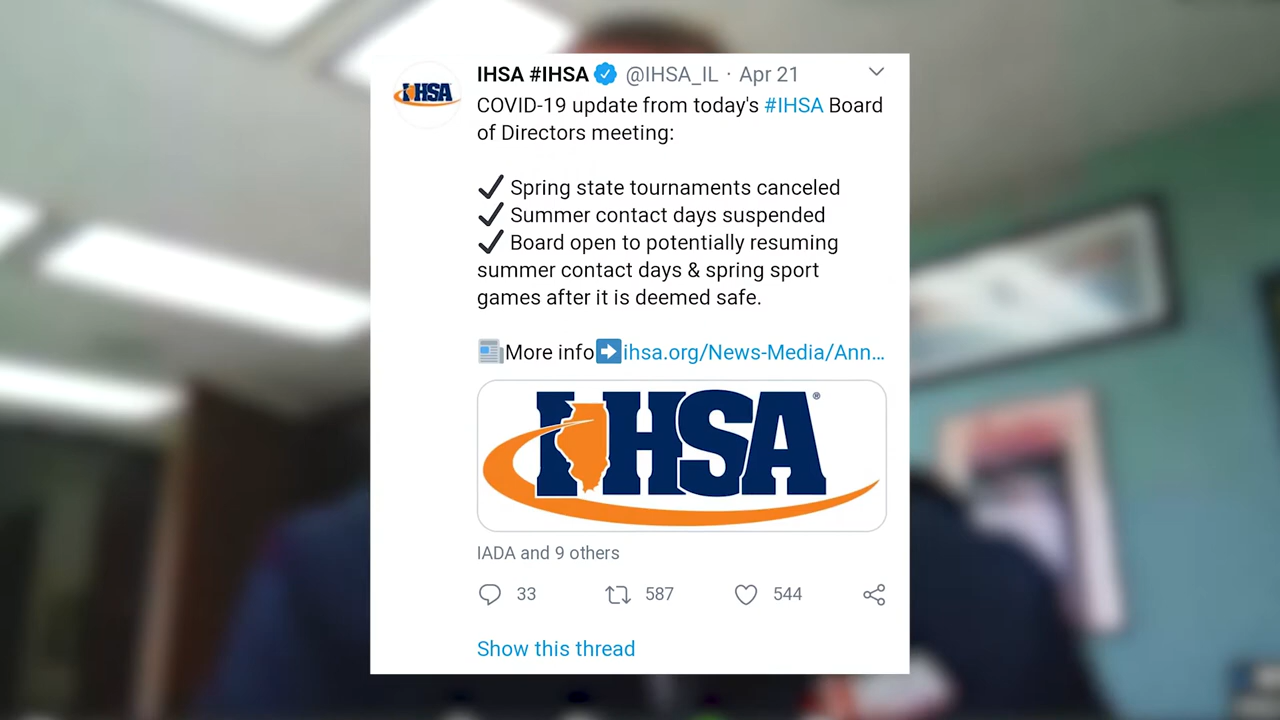 IHSA #IHSA @IHSA_IL · Apr 21
IHSA
COVID-19 update from today's #IHSA Board
of Directors meeting:
✔ Spring state tournaments canceled
✔ Summer contact days suspended
✔ Board open to potentially resuming
summer contact days & spring sport
games after it is deemed safe.
📰More info➡ihsa.org/News-Media/Ann…
IHSA®
IADA and 9 others
33 587 544
Show this thread